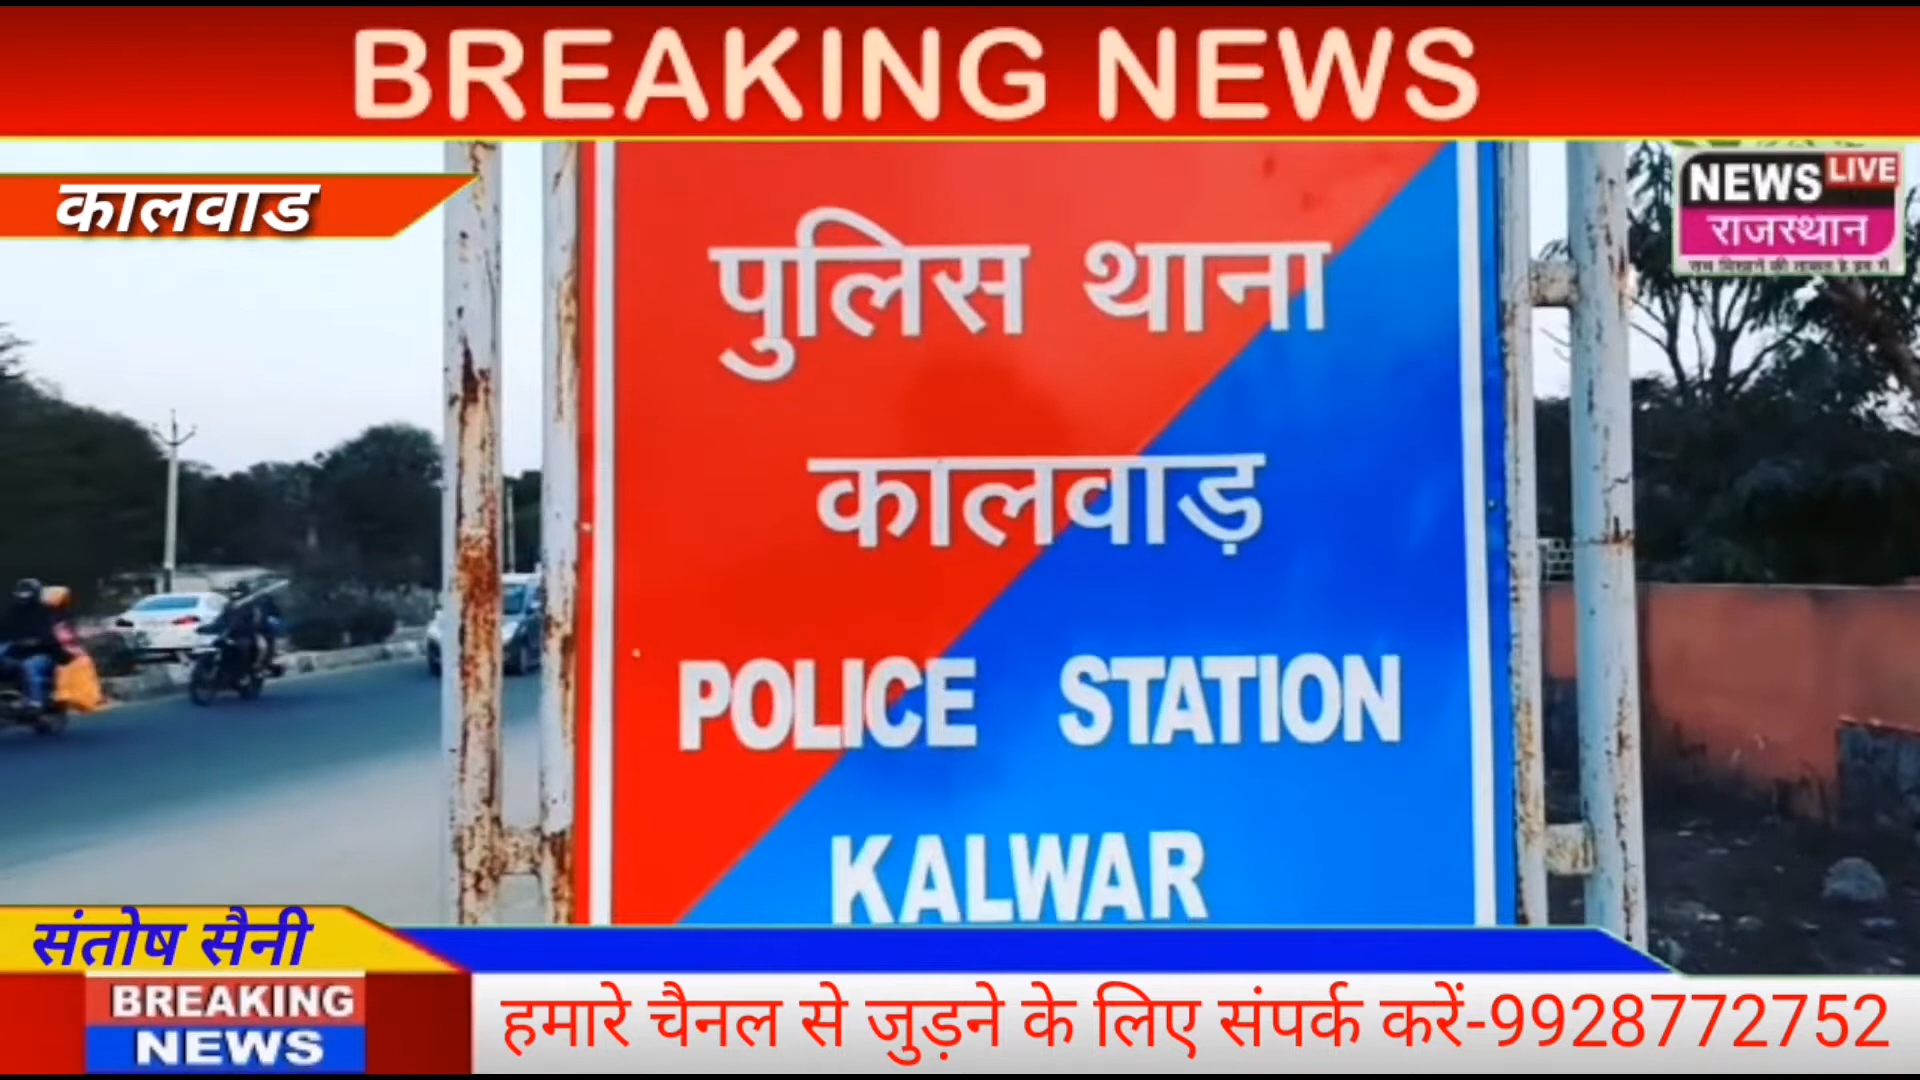 BREAKING NEWS
कालवाड
NEWS LIVE
राजस्थान
पुलिस थाना
कालवाड़
POLICE STATION
KALWAR
संतोष सैनी
BREAKING
NEWS
हमारे चैनल से जुड़ने के लिए संपर्क करें-9928772752